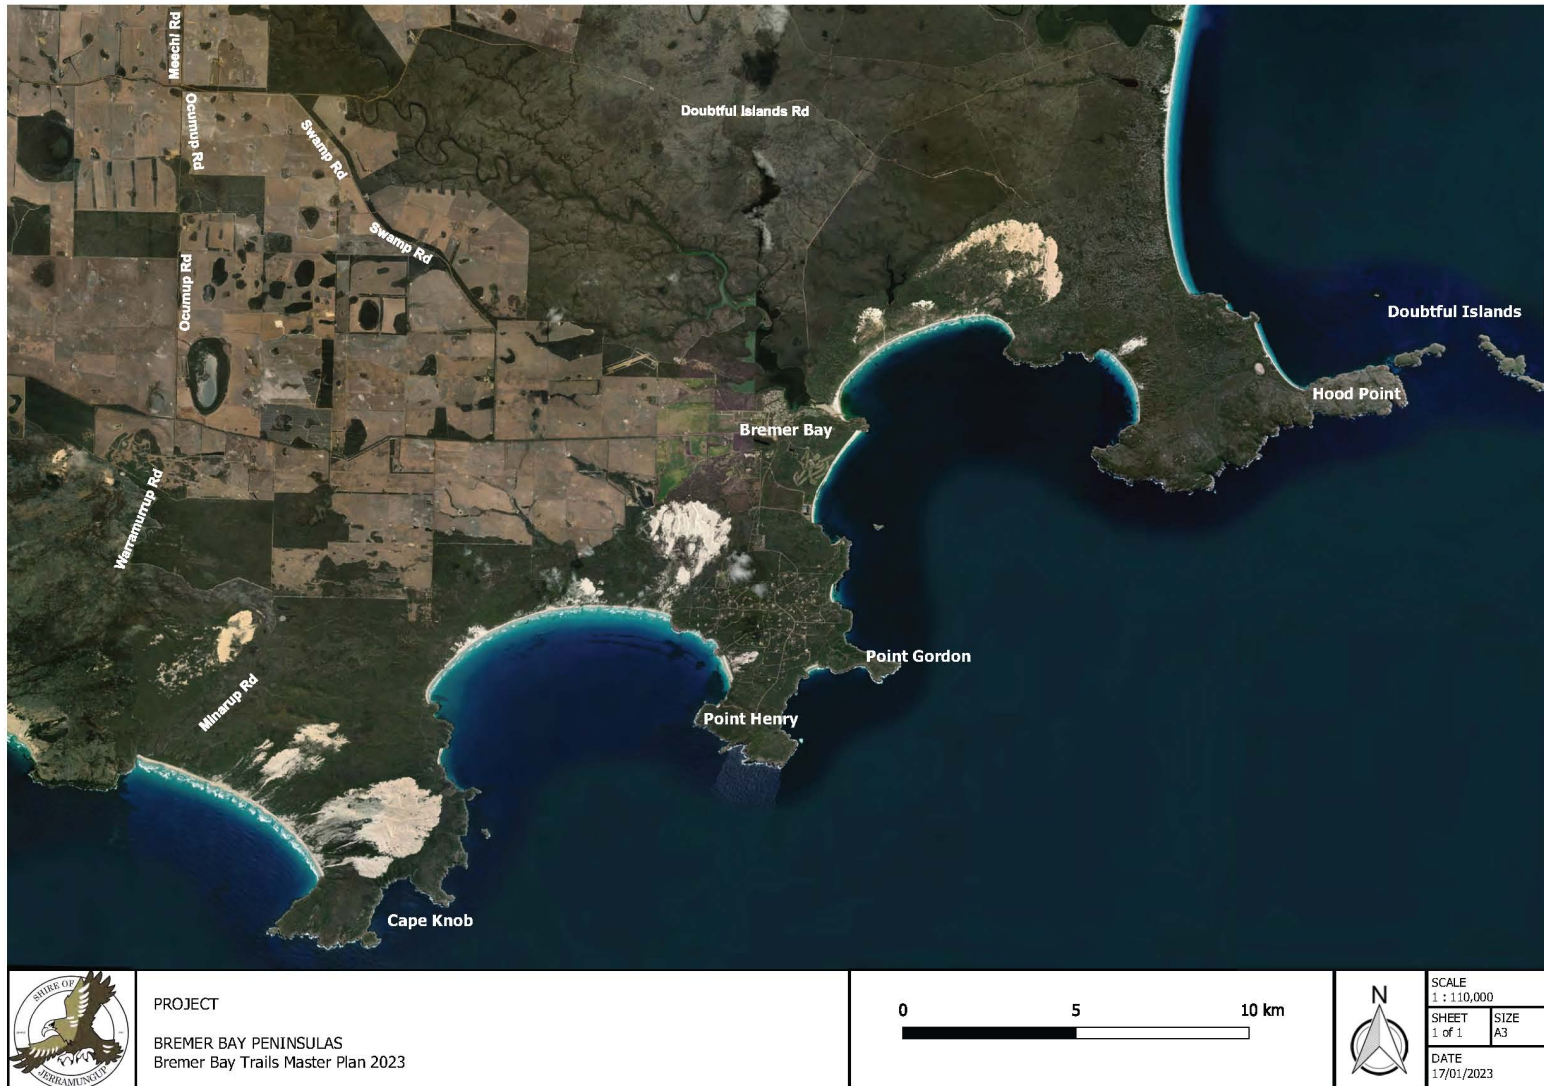 Meechi Rd
Ocumup Rd
Swamp Rd
Doubtful Islands Rd
Swamp Rd
Ocumup Rd
Doubtful Islands
Hood Point
Bremer Bay
Warramurrup Rd
Point Gordon
Minarup Rd
Point Henry
Cape Knob
SHIRE OF
JERRAMUNGUP
PROJECT
BREMER BAY PENINSULAS
Bremer Bay Trails Master Plan 2023
0 5 10 km
N
SCALE
1 : 110,000
SHEET
1 of 1
SIZE
A3
DATE
17/01/2023